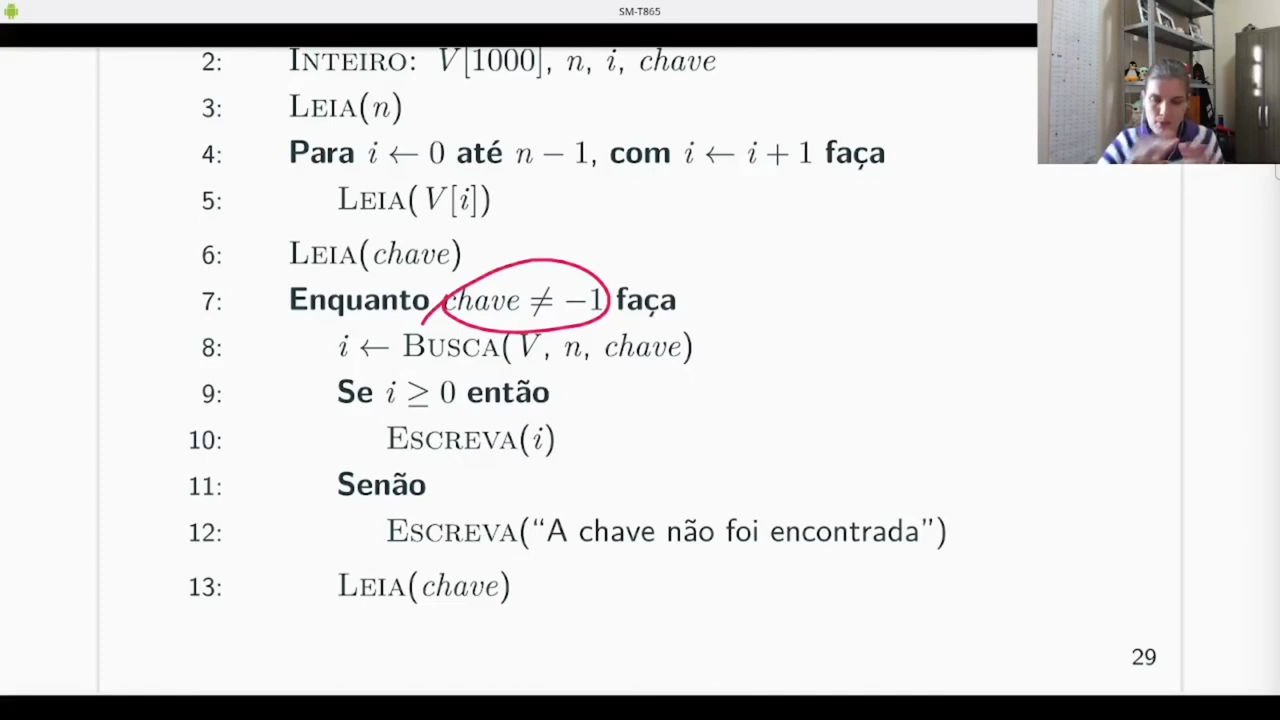 SM-T865
2: INTEIRO: V[1000], n, i, chave
3: LEIA(n)
4: Para i ← 0 até n − 1, com i ← i + 1 faça
5: LEIA(V[i])
6: LEIA(chave)
7: Enquanto chave ≠ −1 faça
8: i ← BUSCA(V, n, chave)
9: Se i ≥ 0 então
10: ESCREVA(i)
11: Senão
12: ESCREVA(“A chave não foi encontrada”)
13: LEIA(chave)
29